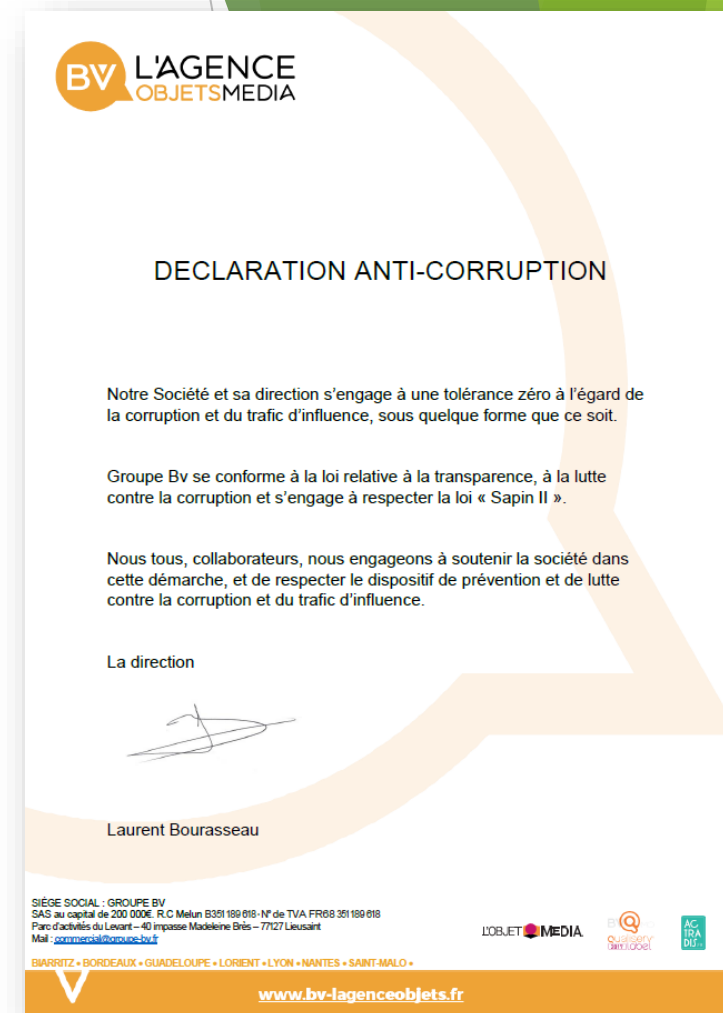 BV L'AGENCE
OBJETSMEDIA
DECLARATION ANTI-CORRUPTION
Notre Société et sa direction s'engage à une tolérance zéro à l'égard de
la corruption et du trafic d'influence, sous quelque forme que ce soit.
Groupe Bv se conforme à la loi relative à la transparence, à la lutte
contre la corruption et s'engage à respecter la loi « Sapin II ».
Nous tous, collaborateurs, nous engageons à soutenir la société dans
cette démarche, et de respecter le dispositif de prévention et de lutte
contre la corruption et du trafic d'influence.
La direction
Laurent Bourasseau
SIÉGE SOCIAL : GROUPE BV
SAS au capital de 200 000€. R.C Melun B351 189 618 - N° de TVA FR68 351 189 618
Parc d'activités du Levant – 40 impasse Madeleine Brès – 77127 Lieusaint
Mail : commercial@groupe-bv.fr
L'OBJET MEDIA
AC
TRA
DIS
BIARRITZ • BORDEAUX • GUADELOUPE • LORIENT • LYON • NANTES • SAINT-MALO •
www.bv-lagenceobjets.fr